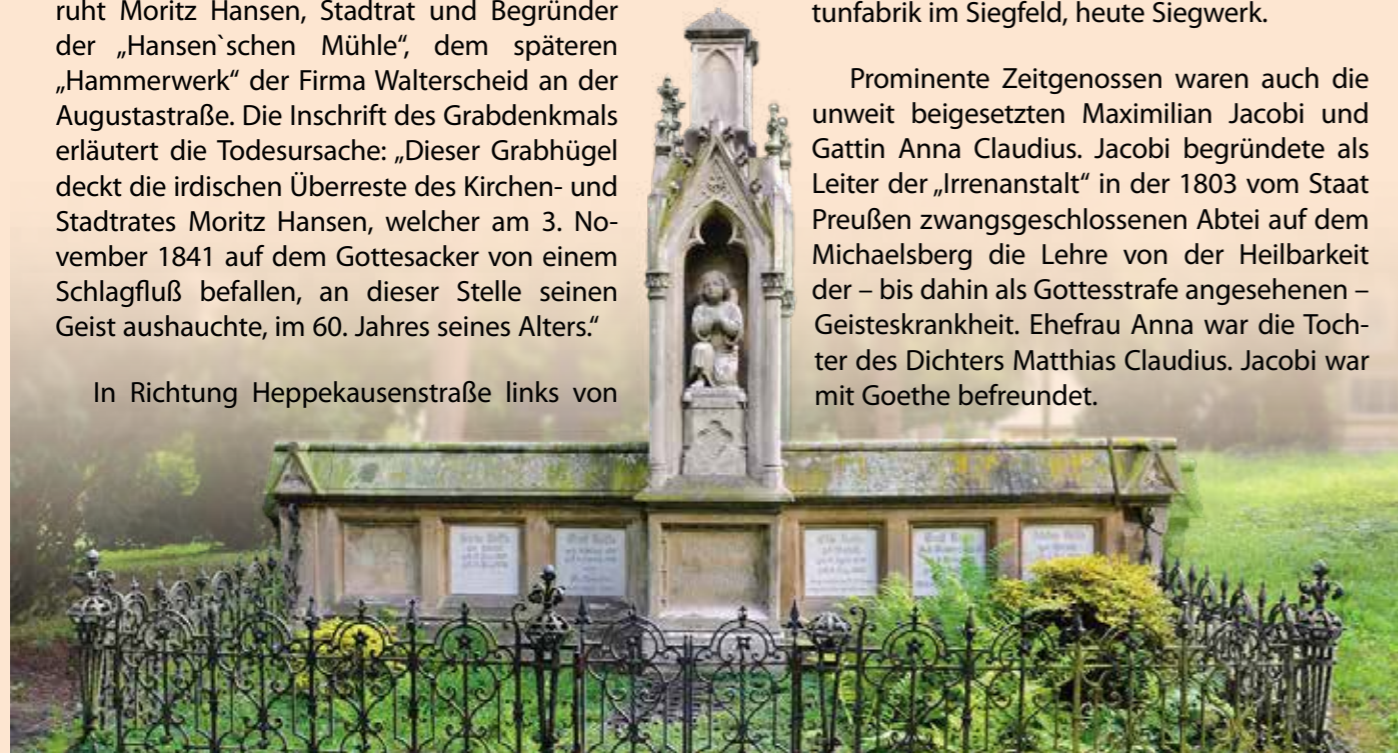 ruht Moritz Hansen, Stadtrat und Begründer
der „Hansen`schen Mühle“, dem späteren
„Hammerwerk“ der Firma Walterscheid an der
Augustastraße. Die Inschrift des Grabdenkmals
erläutert die Todesursache: „Dieser Grabhügel
deckt die irdischen Überreste des Kirchen- und
Stadtrates Moritz Hansen, welcher am 3. No-
vember 1841 auf dem Gottesacker von einem
Schlagfluß befallen, an dieser Stelle seinen
Geist aushauchte, im 60. Jahres seines Alters.“
In Richtung Heppekausenstraße links von
tunfabrik im Siegfeld, heute Siegwerk.
Prominente Zeitgenossen waren auch die
unweit beigesetzten Maximilian Jacobi und
Gattin Anna Claudius. Jacobi begründete als
Leiter der „Irrenanstalt“ in der 1803 vom Staat
Preußen zwangsgeschlossenen Abtei auf dem
Michaelsberg die Lehre von der Heilbarkeit
der – bis dahin als Gottesstrafe angesehenen –
Geisteskrankheit. Ehefrau Anna war die Toch-
ter des Dichters Matthias Claudius. Jacobi war
mit Goethe befreundet.